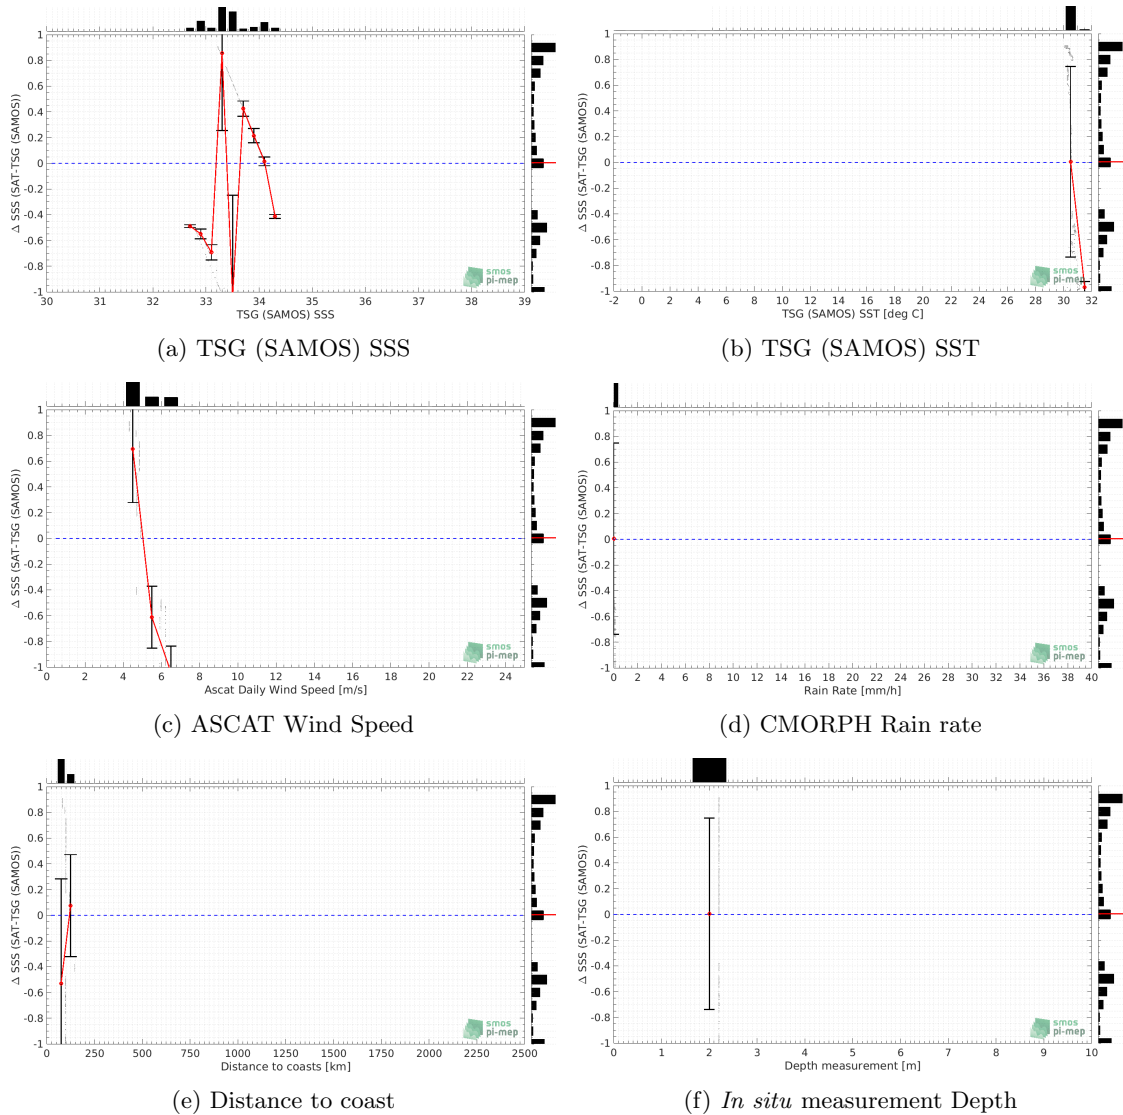 1
0.8
0.6
0.4
0.2
0
-0.2
-0.4
-0.6
-0.8
-1
Δ SSS (SAT-TSG (SAMOS))
30 31 32 33 34 35 36 37 38 39
TSG (SAMOS) SSS
smos
pi-mep
(a) TSG (SAMOS) SSS
1
0.8
0.6
0.4
0.2
0
-0.2
-0.4
-0.6
-0.8
-1
Δ SSS (SAT-TSG (SAMOS))
-2 0 2 4 6 8 10 12 14 16 18 20 22 24 26 28 30 32
TSG (SAMOS) SST [deg C]
smos
pi-mep
(b) TSG (SAMOS) SST
1
0.8
0.6
0.4
0.2
0
-0.2
-0.4
-0.6
-0.8
-1
Δ SSS (SAT-TSG (SAMOS))
0 2 4 6 8 10 12 14 16 18 20 22 24
Ascat Daily Wind Speed [m/s]
smos
pi-mep
(c) ASCAT Wind Speed
1
0.8
0.6
0.4
0.2
0
-0.2
-0.4
-0.6
-0.8
-1
Δ SSS (SAT-TSG (SAMOS))
0 2 4 6 8 10 12 14 16 18 20 22 24 26 28 30 32 34 36 38 40
Rain Rate [mm/h]
smos
pi-mep
(d) CMORPH Rain rate
1
0.8
0.6
0.4
0.2
0
-0.2
-0.4
-0.6
-0.8
-1
Δ SSS (SAT-TSG (SAMOS))
0 250 500 750 1000 1250 1500 1750 2000 2250 2500
Distance to coasts [km]
smos
pi-mep
(e) Distance to coast
1
0.8
0.6
0.4
0.2
0
-0.2
-0.4
-0.6
-0.8
-1
Δ SSS (SAT-TSG (SAMOS))
0 1 2 3 4 5 6 7 8 9 10
Depth measurement [m]
smos
pi-mep
(f) In situ measurement Depth